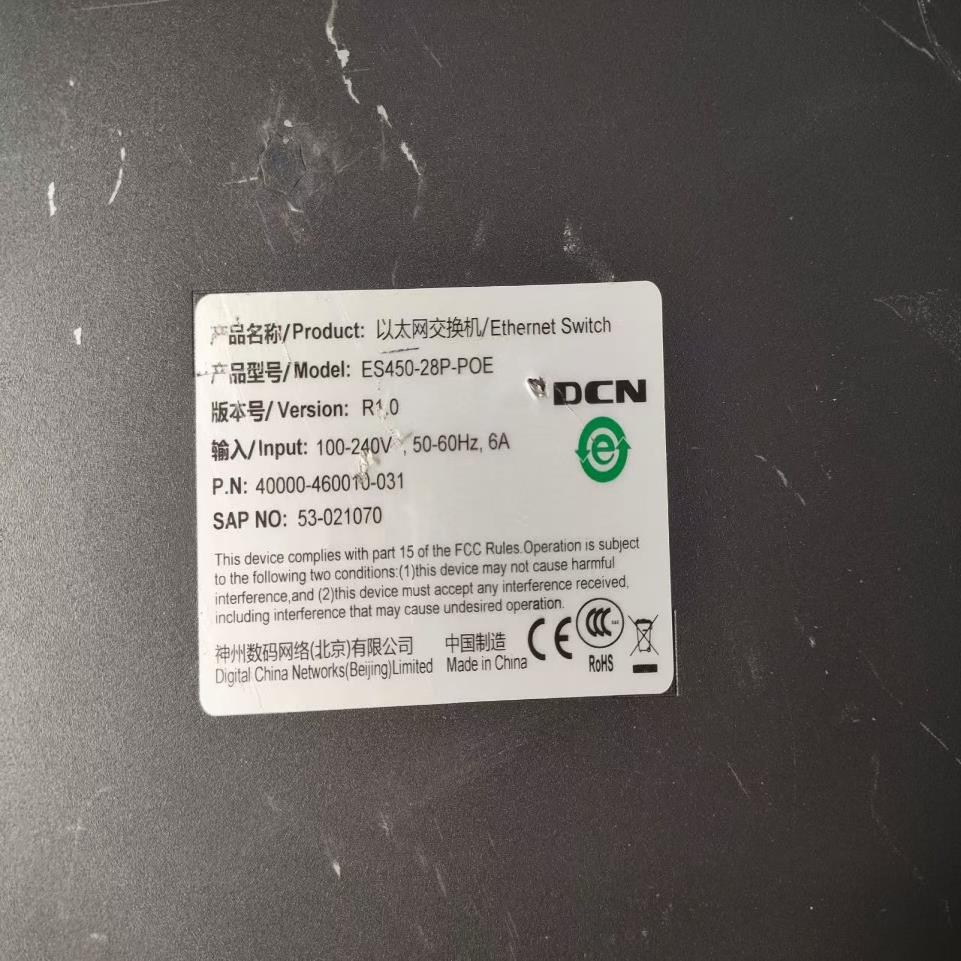 产品名称/Product: 以太网交换机/Ethernet Switch
产品型号/Model: ES450-28P-POE
版本号/Version: R1.0
DCN
输入/Input: 100-240V~, 50-60Hz, 6A
e
P.N: 40000-460010-031
SAP NO: 53-021070
This device complies with part 15 of the FCC Rules.Operation is subject
to the following two conditions:(1)this device may not cause harmful
interference,and (2)this device must accept any interference received,
including interference that may cause undesired operation.
神州数码网络(北京)有限公司 中国制造 CE CCC
Digital China Networks(Beijing)Limited Made in China RoHS